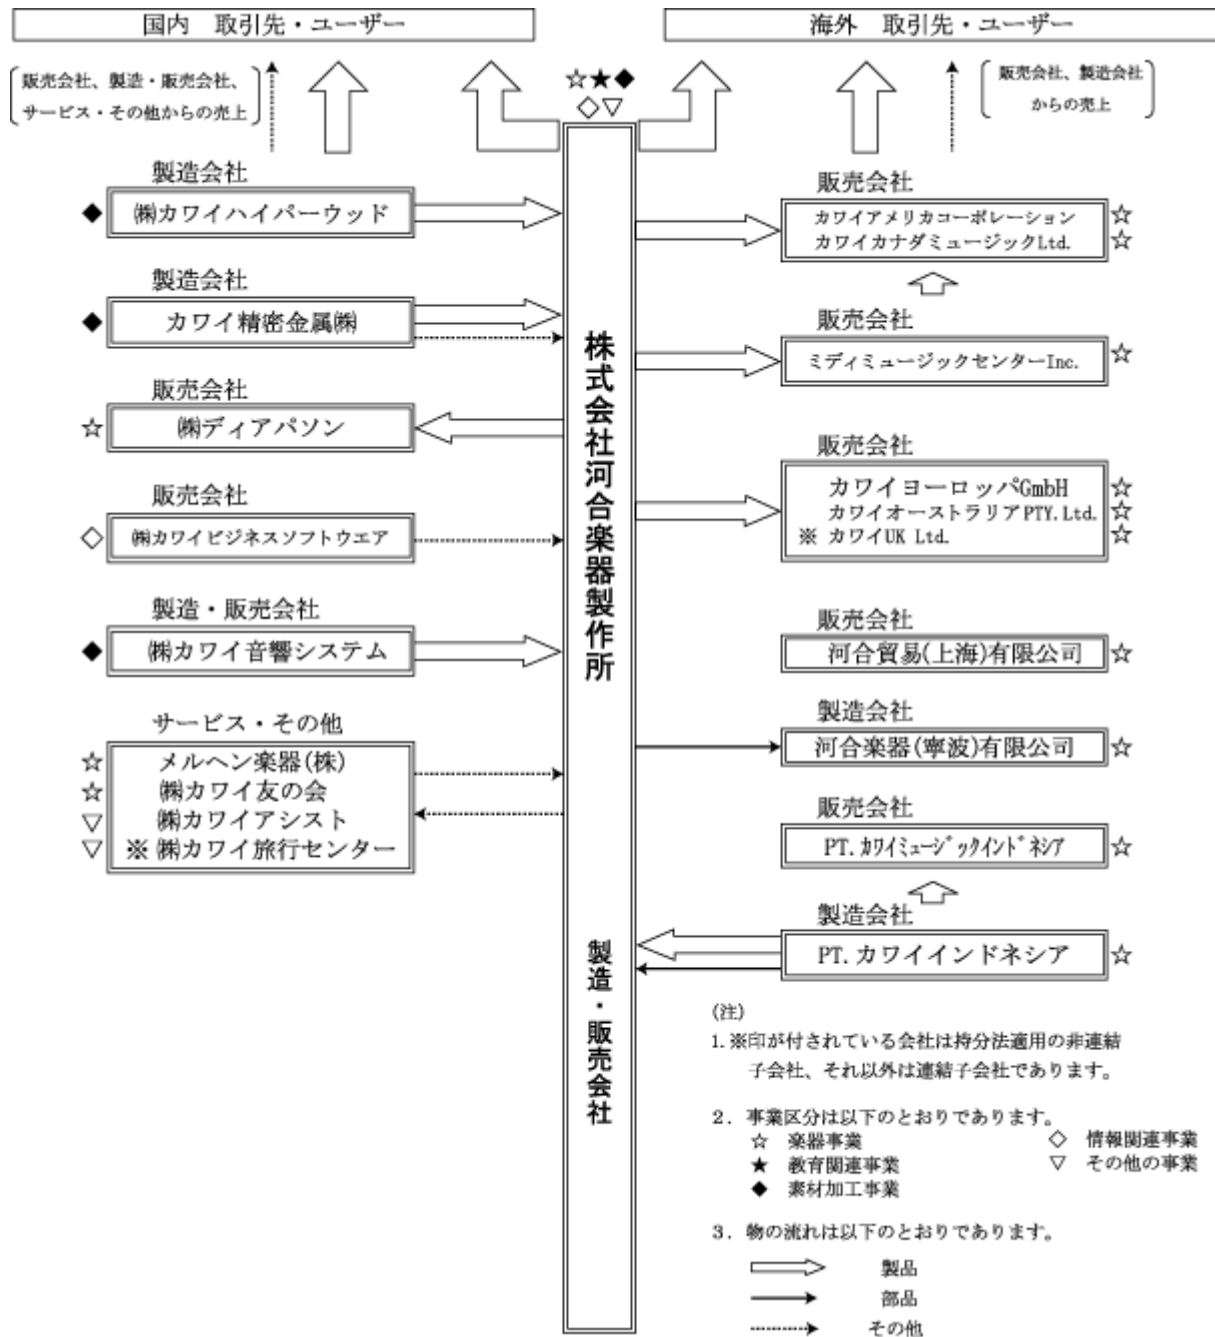 国内 取引先・ユーザー
海外 取引先・ユーザー
販売会社、製造・販売会社、
サービス・その他からの売上
☆★◆
◇▽
販売会社、製造会社
からの売上
製造会社
◆ ㈱カワイハイパーウッド
製造会社
◆ カワイ精密金属㈱
販売会社
☆ ㈱ディアパソン
販売会社
◇ ㈱カワイビジネスソフトウエア
製造・販売会社
◆ ㈱カワイ音響システム
サービス・その他
☆ メルヘン楽器(株)
☆ ㈱カワイ友の会
▽ ㈱カワイアシスト
▽ ※ ㈱カワイ旅行センター
株式会社河合楽器製作所
製造・販売会社
販売会社
カワイアメリカコーポレーション ☆
カワイカナダミュージックLtd. ☆
販売会社
ミディミュージックセンターInc. ☆
販売会社
カワイヨーロッパGmbH ☆
カワイオーストラリアPTY.Ltd. ☆
※ カワイUK Ltd. ☆
販売会社
河合貿易(上海)有限公司 ☆
製造会社
河合楽器(寧波)有限公司 ☆
販売会社
PT.ｶﾜｲﾐｭｰｼﾞｯｸｲﾝﾄﾞﾈｼｱ ☆
製造会社
PT.カワイインドネシア ☆
(注)
1.※印が付されている会社は持分法適用の非連結
子会社、それ以外は連結子会社であります。
2. 事業区分は以下のとおりであります。
☆ 楽器事業 ◇ 情報関連事業
★ 教育関連事業 ▽ その他の事業
◆ 素材加工事業
3. 物の流れは以下のとおりであります。
製品
部品
その他